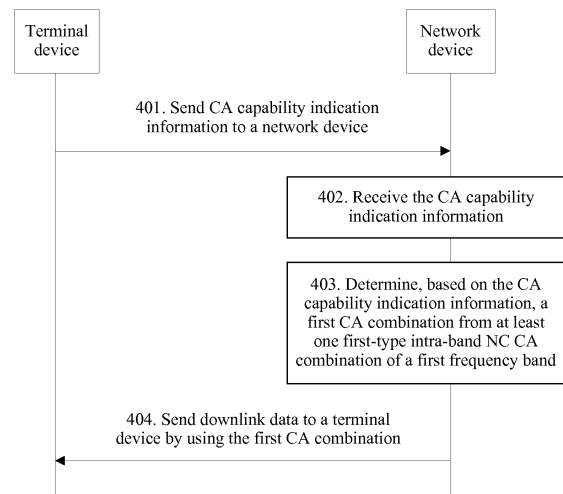 Terminal
device
Network
device
401. Send CA capability indication
information to a network device
402. Receive the CA capability
indication information
403. Determine, based on the CA
capability indication information, a
first CA combination from at least
one first-type intra-band NC CA
combination of a first frequency band
404. Send downlink data to a terminal
device by using the first CA combination